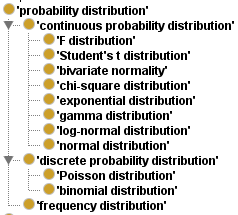 'probability distribution'
'continuous probability distribution'
'F distribution'
'Student's t distribution'
'bivariate normality'
'chi-square distribution'
'exponential distribution'
'gamma distribution'
'log-normal distribution'
'normal distribution'
'discrete probability distribution'
'Poisson distribution'
'binomial distribution'
'frequency distribution'